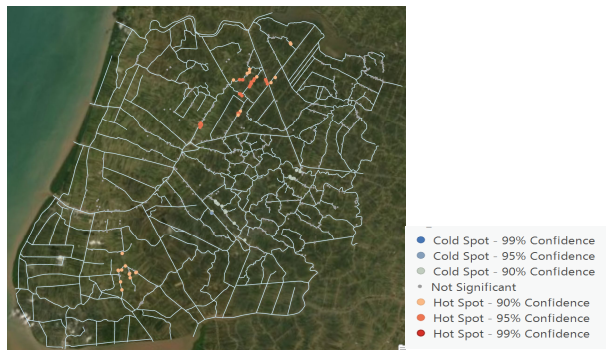 Cold Spot - 99% Confidence
Cold Spot - 95% Confidence
Cold Spot - 90% Confidence
Not Significant
Hot Spot - 90% Confidence
Hot Spot - 95% Confidence
Hot Spot - 99% Confidence